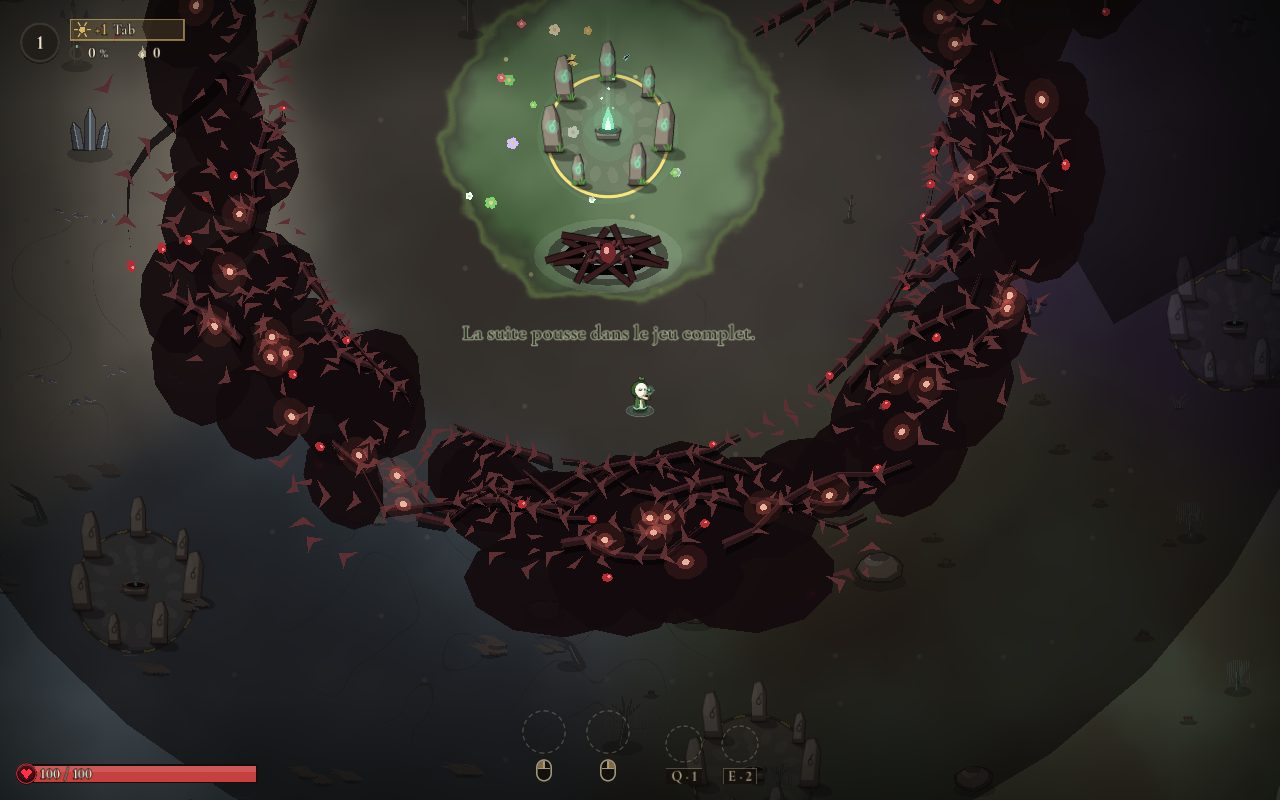 1
+1 Tab
0 %
0
La suite pousse dans le jeu complet.
100 / 100
Q · 1
E · 2